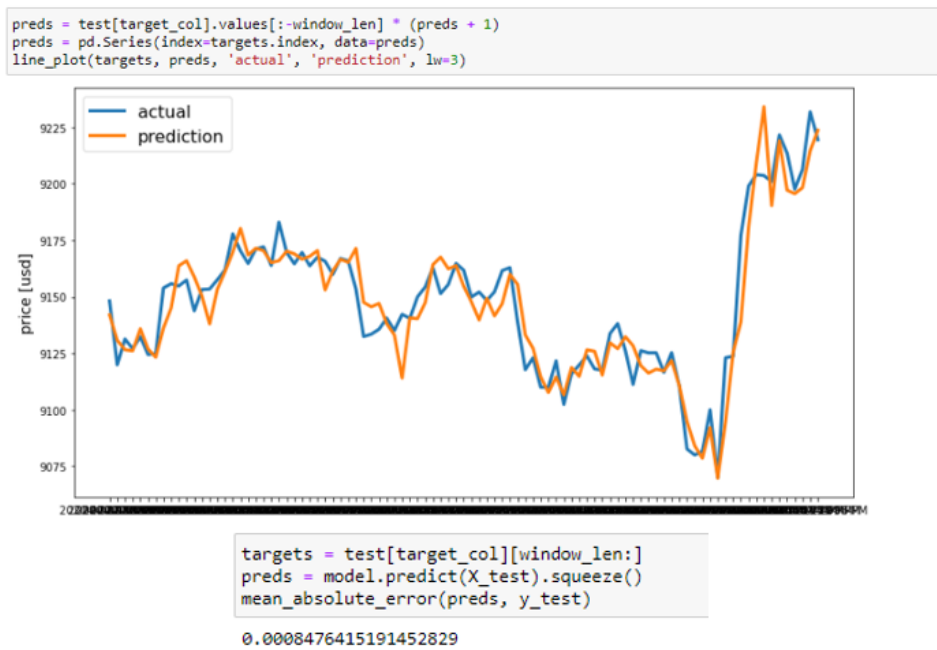 preds = test[target_col].values[:-window_len] * (preds + 1)
preds = pd.Series(index=targets.index, data=preds)
line_plot(targets, preds, 'actual', 'prediction', lw=3)
actual
prediction
9225
9200
9175
9150
9125
9100
9075
price [usd]
targets = test[target_col][window_len:]
preds = model.predict(X_test).squeeze()
mean_absolute_error(preds, y_test)
0.0008476415191452829